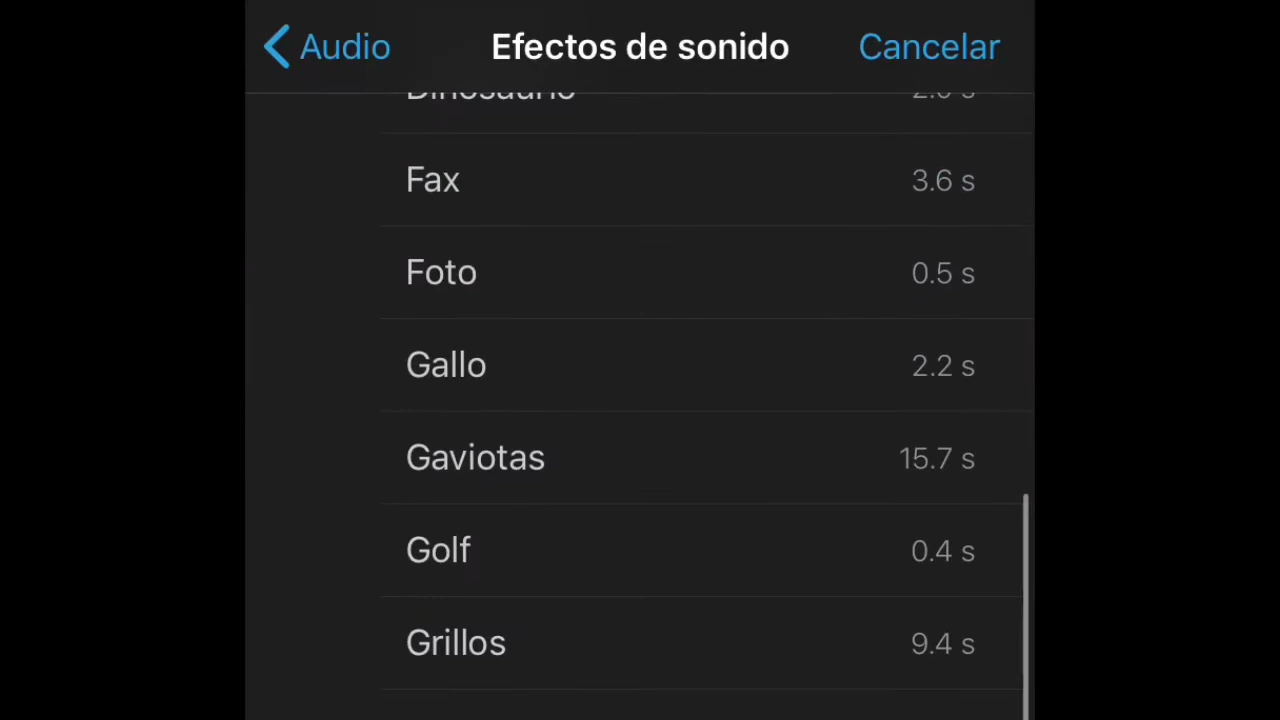 Audio
Efectos de sonido
Cancelar
Dinosaurio
Fax
3.6 s
Foto
0.5 s
Gallo
2.2 s
Gaviotas
15.7 s
Golf
0.4 s
Grillos
9.4 s